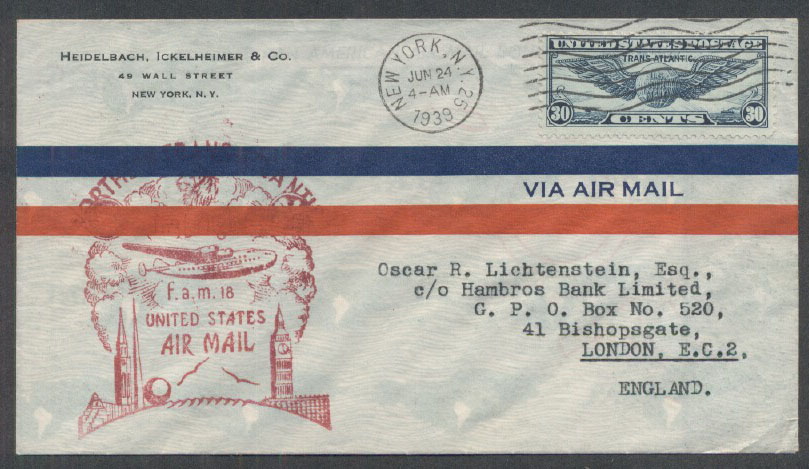 HEIDELBACH, ICKELHEIMER & CO.
49 WALL STREET
NEW YORK, N. Y.
NEW YORK, N.Y. 25
JUN 24
4-AM
1939
UNITED STATES POSTAGE
TRANS-ATLANTIC
30 CENTS 30
VIA AIR MAIL
f.a.m. 18
UNITED STATES
AIR MAIL
Oscar R. Lichtenstein, Esq.,
c/o Hambros Bank Limited,
G. P. O. Box No. 520,
41 Bishopsgate,
LONDON, E.C.2,
ENGLAND.